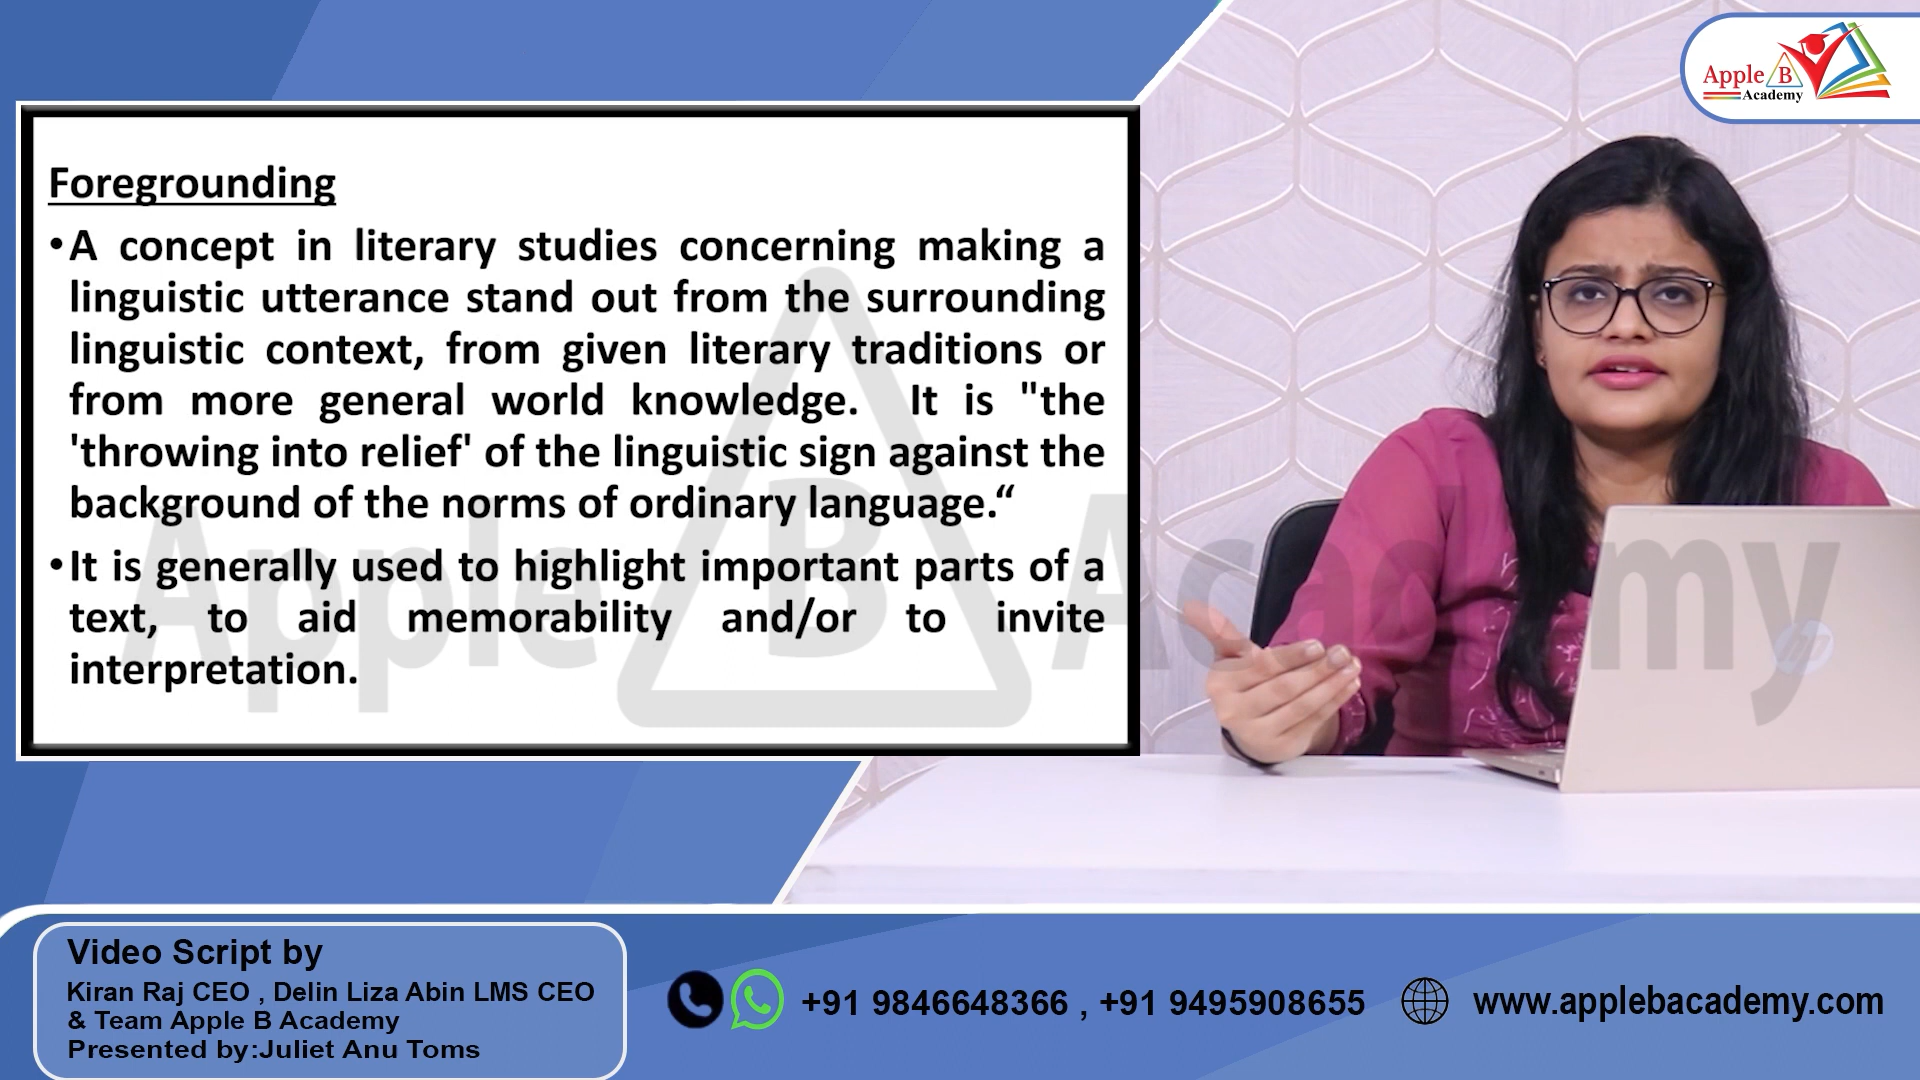 Apple B
Academy
Foregrounding
•A concept in literary studies concerning making a
linguistic utterance stand out from the surrounding
linguistic context, from given literary traditions or
from more general world knowledge. It is "the
'throwing into relief' of the linguistic sign against the
background of the norms of ordinary language.“
•It is generally used to highlight important parts of a
text, to aid memorability and/or to invite
interpretation.
Apple B Academy
hp
Video Script by
Kiran Raj CEO , Delin Liza Abin LMS CEO
& Team Apple B Academy
Presented by:Juliet Anu Toms
+91 9846648366 , +91 9495908655
www.applebacademy.com